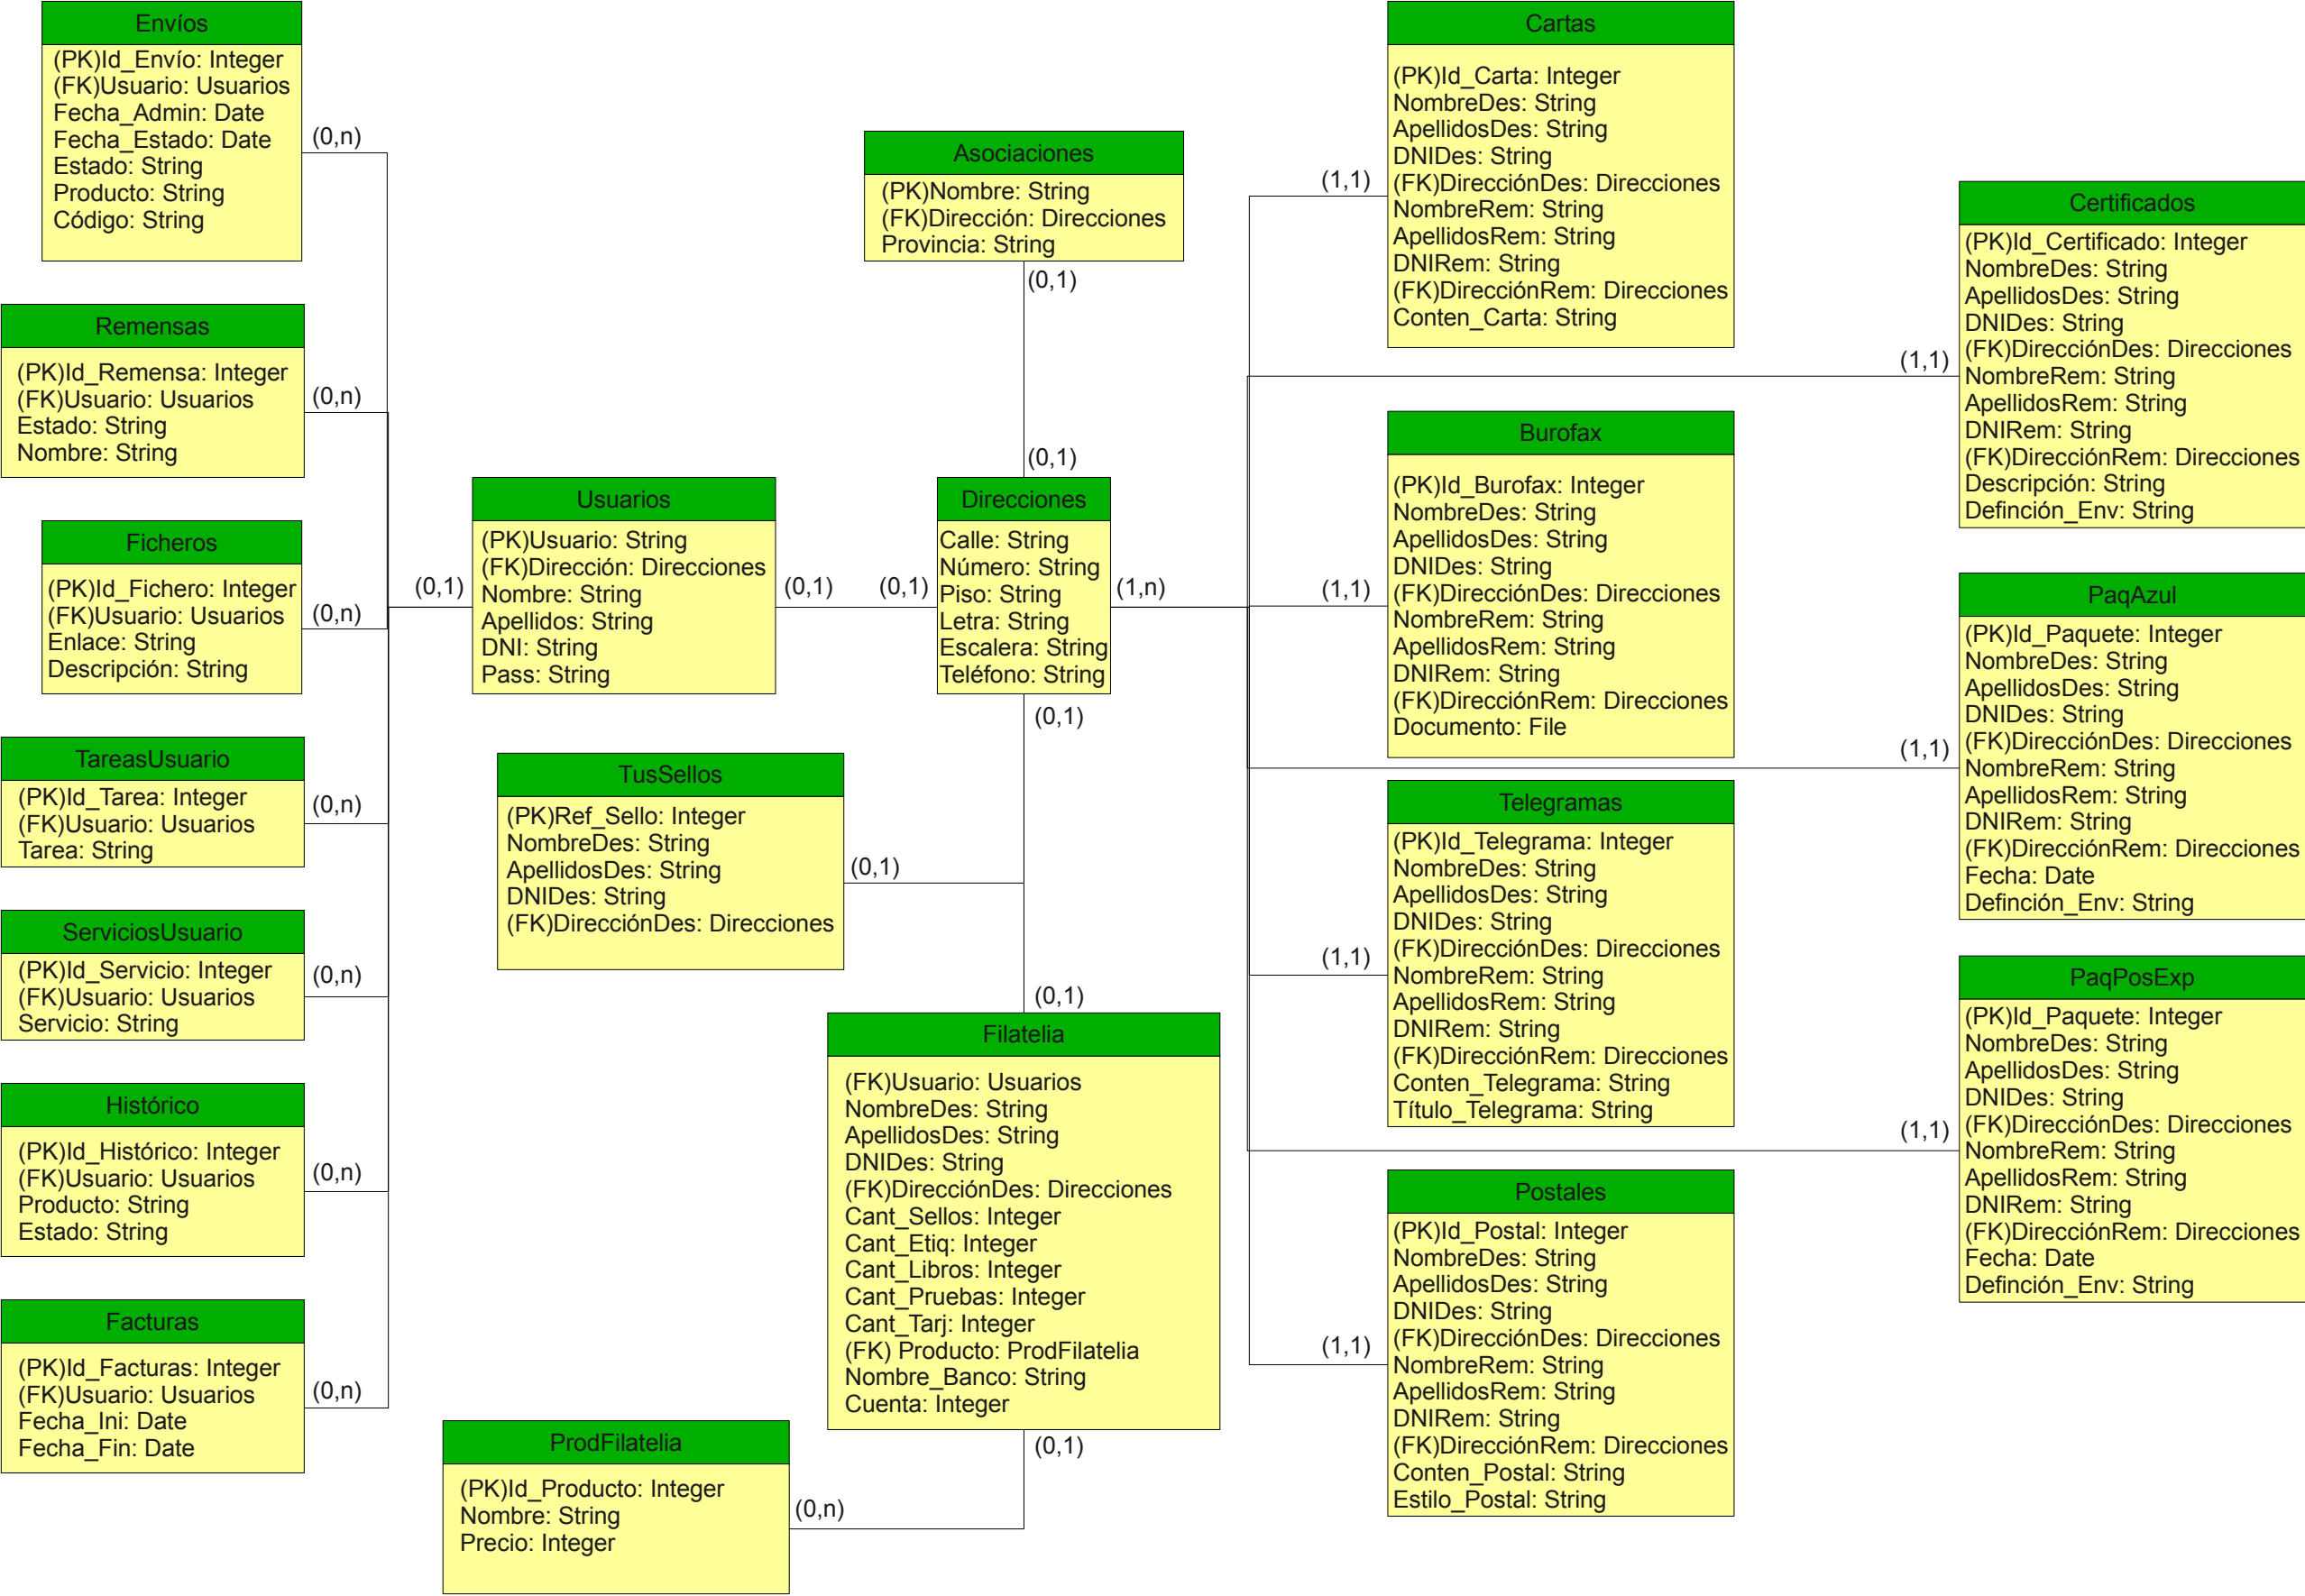 Envíos
(PK)Id_Envío: Integer
(FK)Usuario: Usuarios
Fecha_Admin: Date
Fecha_Estado: Date
Estado: String
Producto: String
Código: String
(0,n)
Remensas
(PK)Id_Remensa: Integer
(FK)Usuario: Usuarios
Estado: String
Nombre: String
(0,n)
Ficheros
(PK)Id_Fichero: Integer
(FK)Usuario: Usuarios
Enlace: String
Descripción: String
(0,n)
TareasUsuario
(PK)Id_Tarea: Integer
(FK)Usuario: Usuarios
Tarea: String
(0,n)
ServiciosUsuario
(PK)Id_Servicio: Integer
(FK)Usuario: Usuarios
Servicio: String
(0,n)
Histórico
(PK)Id_Histórico: Integer
(FK)Usuario: Usuarios
Producto: String
Estado: String
(0,n)
Facturas
(PK)Id_Facturas: Integer
(FK)Usuario: Usuarios
Fecha_Ini: Date
Fecha_Fin: Date
(0,n)
(0,1)
Usuarios
(PK)Usuario: String
(FK)Dirección: Direcciones
Nombre: String
Apellidos: String
DNI: String
Pass: String
(0,1)
(0,1)
Asociaciones
(PK)Nombre: String
(FK)Dirección: Direcciones
Provincia: String
(0,1)
(0,1)
Direcciones
Calle: String
Número: String
Piso: String
Letra: String
Escalera: String
Teléfono: String
(1,n)
(0,1)
TusSellos
(PK)Ref_Sello: Integer
NombreDes: String
ApellidosDes: String
DNIDes: String
(FK)DirecciónDes: Direcciones
(0,1)
(0,1)
Filatelia
(FK)Usuario: Usuarios
NombreDes: String
ApellidosDes: String
DNIDes: String
(FK)DirecciónDes: Direcciones
Cant_Sellos: Integer
Cant_Etiq: Integer
Cant_Libros: Integer
Cant_Pruebas: Integer
Cant_Tarj: Integer
(FK) Producto: ProdFilatelia
Nombre_Banco: String
Cuenta: Integer
(0,1)
ProdFilatelia
(PK)Id_Producto: Integer
Nombre: String
Precio: Integer
(0,n)
Cartas
(PK)Id_Carta: Integer
NombreDes: String
ApellidosDes: String
DNIDes: String
(FK)DirecciónDes: Direcciones
NombreRem: String
ApellidosRem: String
DNIRem: String
(FK)DirecciónRem: Direcciones
Conten_Carta: String
(1,1)
Burofax
(PK)Id_Burofax: Integer
NombreDes: String
ApellidosDes: String
DNIDes: String
(FK)DirecciónDes: Direcciones
NombreRem: String
ApellidosRem: String
DNIRem: String
(FK)DirecciónRem: Direcciones
Documento: File
(1,1)
Telegramas
(PK)Id_Telegrama: Integer
NombreDes: String
ApellidosDes: String
DNIDes: String
(FK)DirecciónDes: Direcciones
NombreRem: String
ApellidosRem: String
DNIRem: String
(FK)DirecciónRem: Direcciones
Conten_Telegrama: String
Título_Telegrama: String
(1,1)
Postales
(PK)Id_Postal: Integer
NombreDes: String
ApellidosDes: String
DNIDes: String
(FK)DirecciónDes: Direcciones
NombreRem: String
ApellidosRem: String
DNIRem: String
(FK)DirecciónRem: Direcciones
Conten_Postal: String
Estilo_Postal: String
(1,1)
Certificados
(PK)Id_Certificado: Integer
NombreDes: String
ApellidosDes: String
DNIDes: String
(FK)DirecciónDes: Direcciones
NombreRem: String
ApellidosRem: String
DNIRem: String
(FK)DirecciónRem: Direcciones
Descripción: String
Definción_Env: String
(1,1)
PaqAzul
(PK)Id_Paquete: Integer
NombreDes: String
ApellidosDes: String
DNIDes: String
(FK)DirecciónDes: Direcciones
NombreRem: String
ApellidosRem: String
DNIRem: String
(FK)DirecciónRem: Direcciones
Fecha: Date
Definción_Env: String
(1,1)
PaqPosExp
(PK)Id_Paquete: Integer
NombreDes: String
ApellidosDes: String
DNIDes: String
(FK)DirecciónDes: Direcciones
NombreRem: String
ApellidosRem: String
DNIRem: String
(FK)DirecciónRem: Direcciones
Fecha: Date
Definción_Env: String
(1,1)